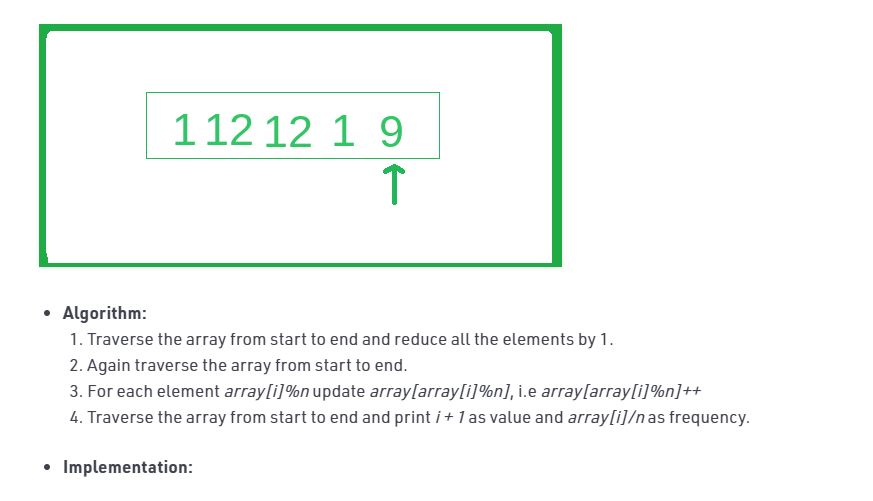 1 12 12 1 9
• Algorithm:
1. Traverse the array from start to end and reduce all the elements by 1.
2. Again traverse the array from start to end.
3. For each element array[i]%n update array[array[i]%n], i.e array[array[i]%n]++
4. Traverse the array from start to end and print i + 1 as value and array[i]/n as frequency.
• Implementation: